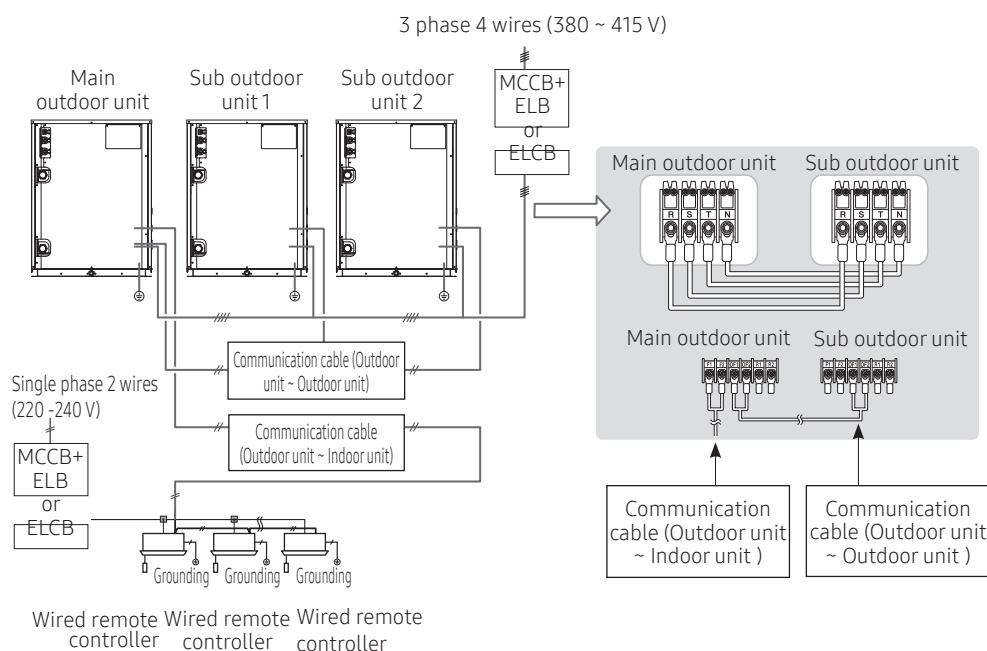 3 phase 4 wires (380 ~ 415 V)
Main
outdoor unit
Sub outdoor
unit 1
Sub outdoor
unit 2
MCCB+
ELB
or
ELCB
Main outdoor unit
Sub outdoor unit
R S T N
R S T N
Main outdoor unit
Sub outdoor unit
Communication cable (Outdoor
unit ~ Outdoor unit)
Communication cable
(Outdoor unit ~ Indoor unit)
Single phase 2 wires
(220 -240 V)
MCCB+
ELB
or
ELCB
Grounding
Grounding
Grounding
Wired remote
controller
Wired remote
controller
Wired remote
controller
Communication
cable (Outdoor unit
~ Indoor unit )
Communication
cable (Outdoor unit
~ Outdoor unit )